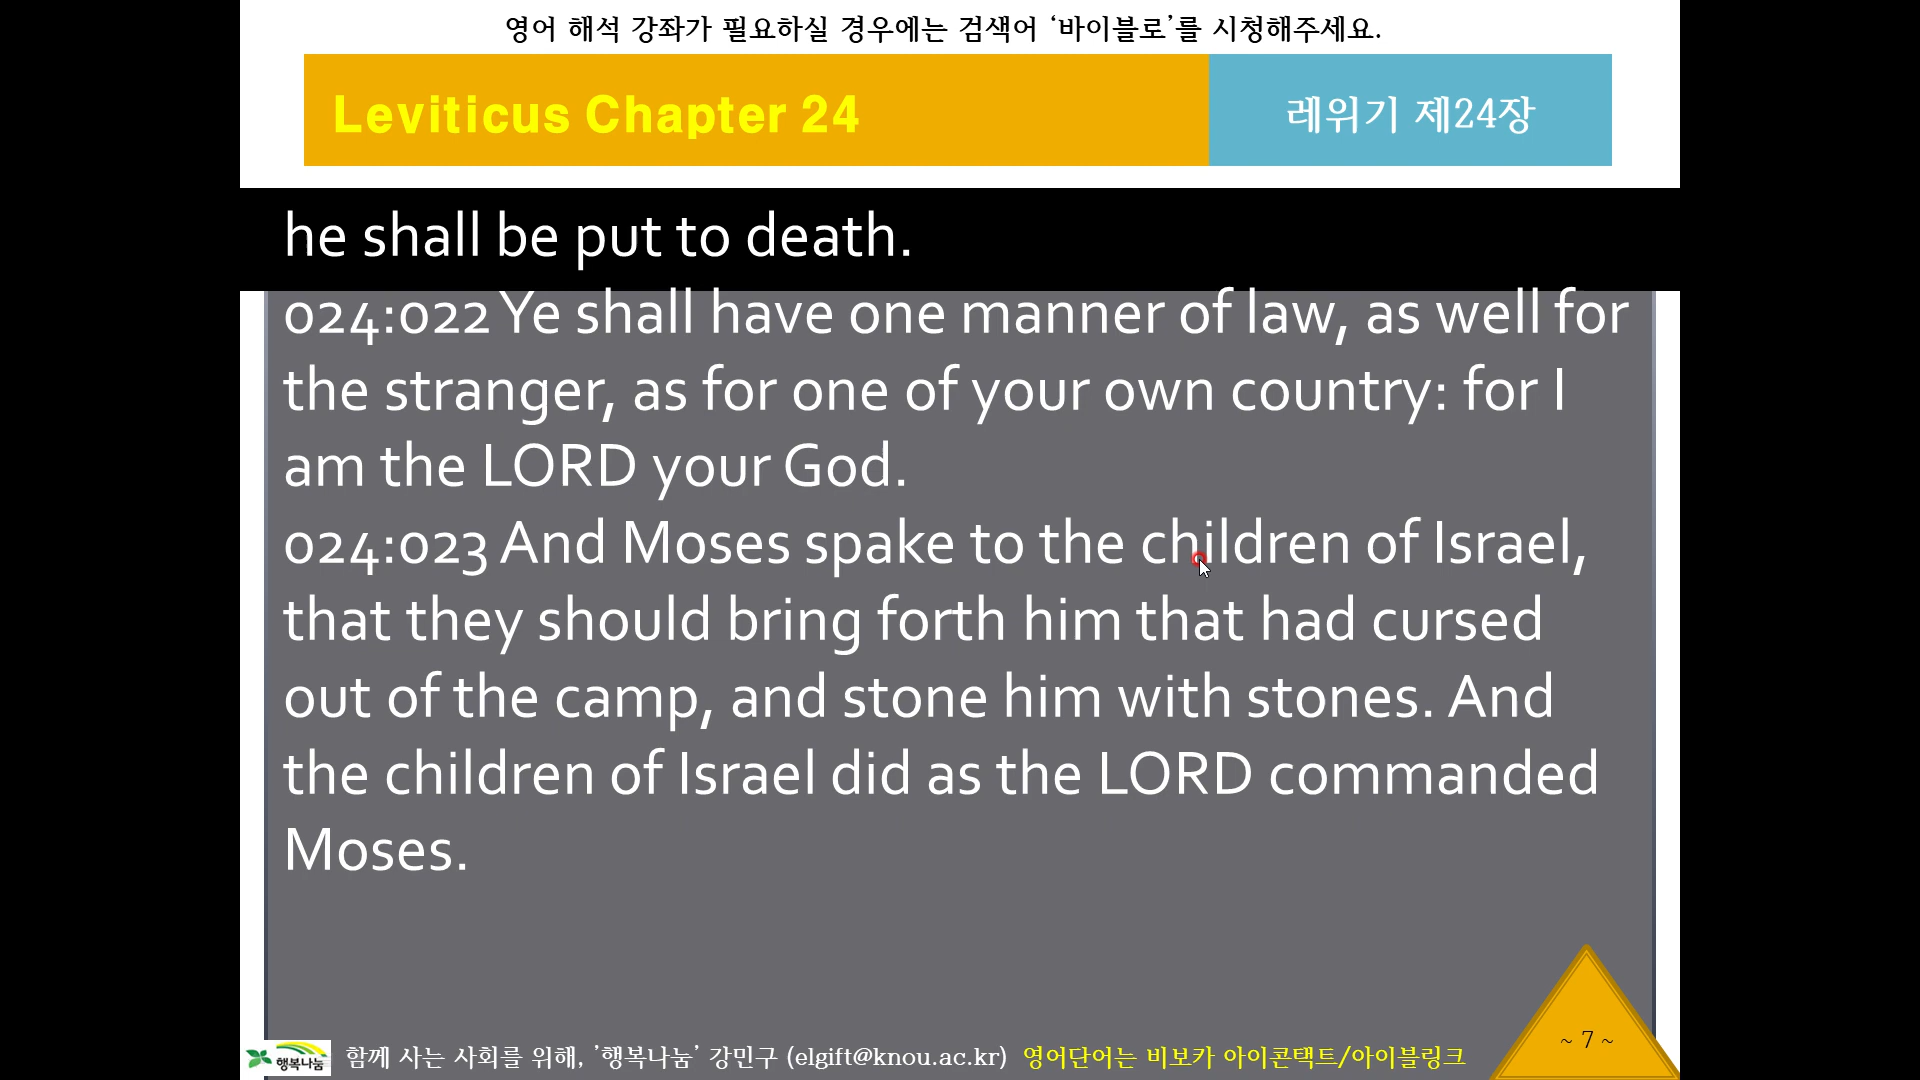 영어 해석 강좌가 필요하실 경우에는 검색어 ‘바이블로’를 시청해주세요.
Leviticus Chapter 24
레위기 제24장
he shall be put to death.
024:022 Ye shall have one manner of law, as well for
the stranger, as for one of your own country: for I
am the LORD your God.
024:023 And Moses spake to the children of Israel,
that they should bring forth him that had cursed
out of the camp, and stone him with stones. And
the children of Israel did as the LORD commanded
Moses.
~ 7 ~
행복나눔
함께 사는 사회를 위해, ’행복나눔’ 강민구 (elgift@knou.ac.kr) 영어단어는 비보카 아이콘택트/아이블링크